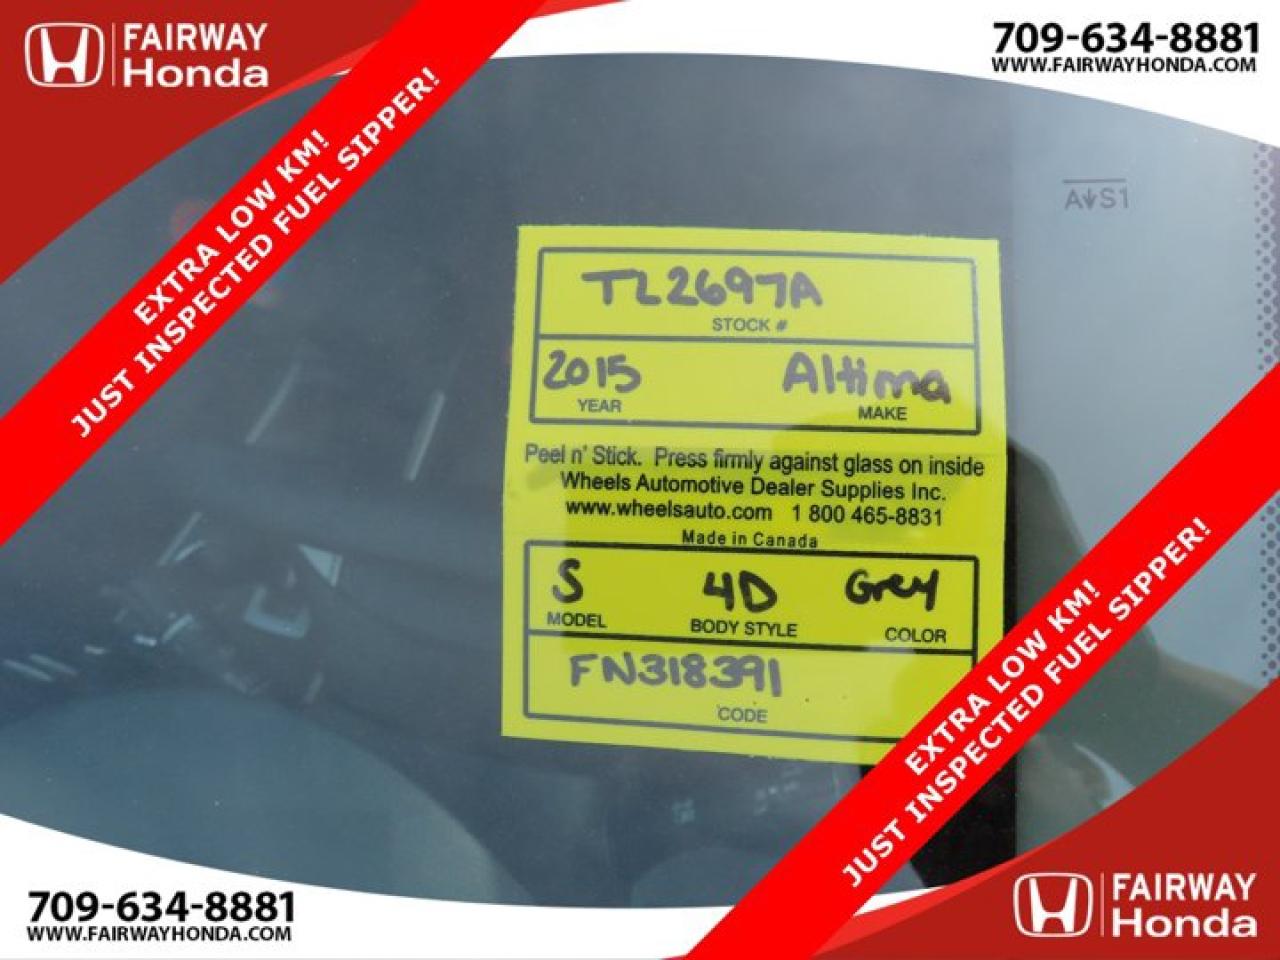 FAIRWAY
Honda
709-634-8881
WWW.FAIRWAYHONDA.COM
EXTRA LOW KM!
JUST INSPECTED FUEL SIPPER!
AS1
TL2697A
STOCK #
2015 Altima
YEAR MAKE
Peel n' Stick. Press firmly against glass on inside
Wheels Automotive Dealer Supplies Inc.
www.wheelsauto.com 1 800 465-8831
Made in Canada
S 4D Grey
MODEL BODY STYLE COLOR
FN318391
CODE
EXTRA LOW KM!
JUST INSPECTED FUEL SIPPER!
709-634-8881
WWW.FAIRWAYHONDA.COM
FAIRWAY
Honda